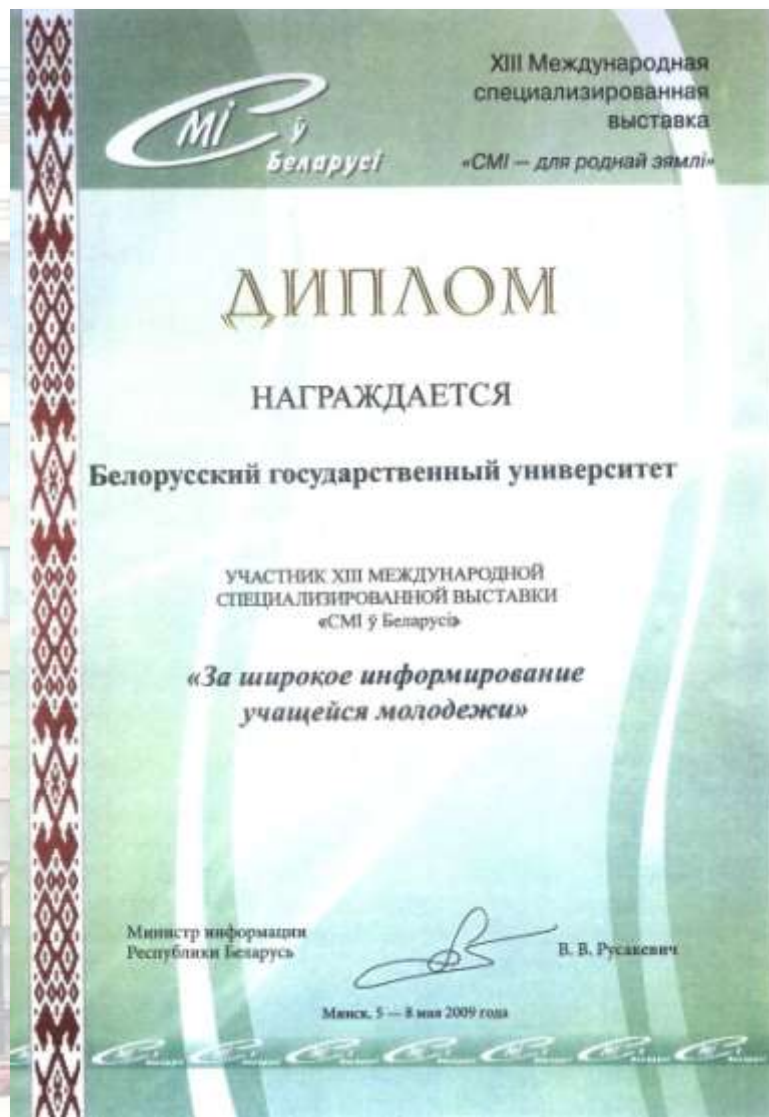 СМІ ў
Беларусі
XIII Международная
специализированная
выставка
«СМІ — для роднай зямлі»
ДИПЛОМ
НАГРАЖДАЕТСЯ
Белорусский государственный университет
УЧАСТНИК XIII МЕЖДУНАРОДНОЙ
СПЕЦИАЛИЗИРОВАННОЙ ВЫСТАВКИ
«СМІ ў Беларусі»
«За широкое информирование
учащейся молодежи»
Министр информации
Республики Беларусь
В. В. Русакевич
Минск, 5 — 8 мая 2009 года